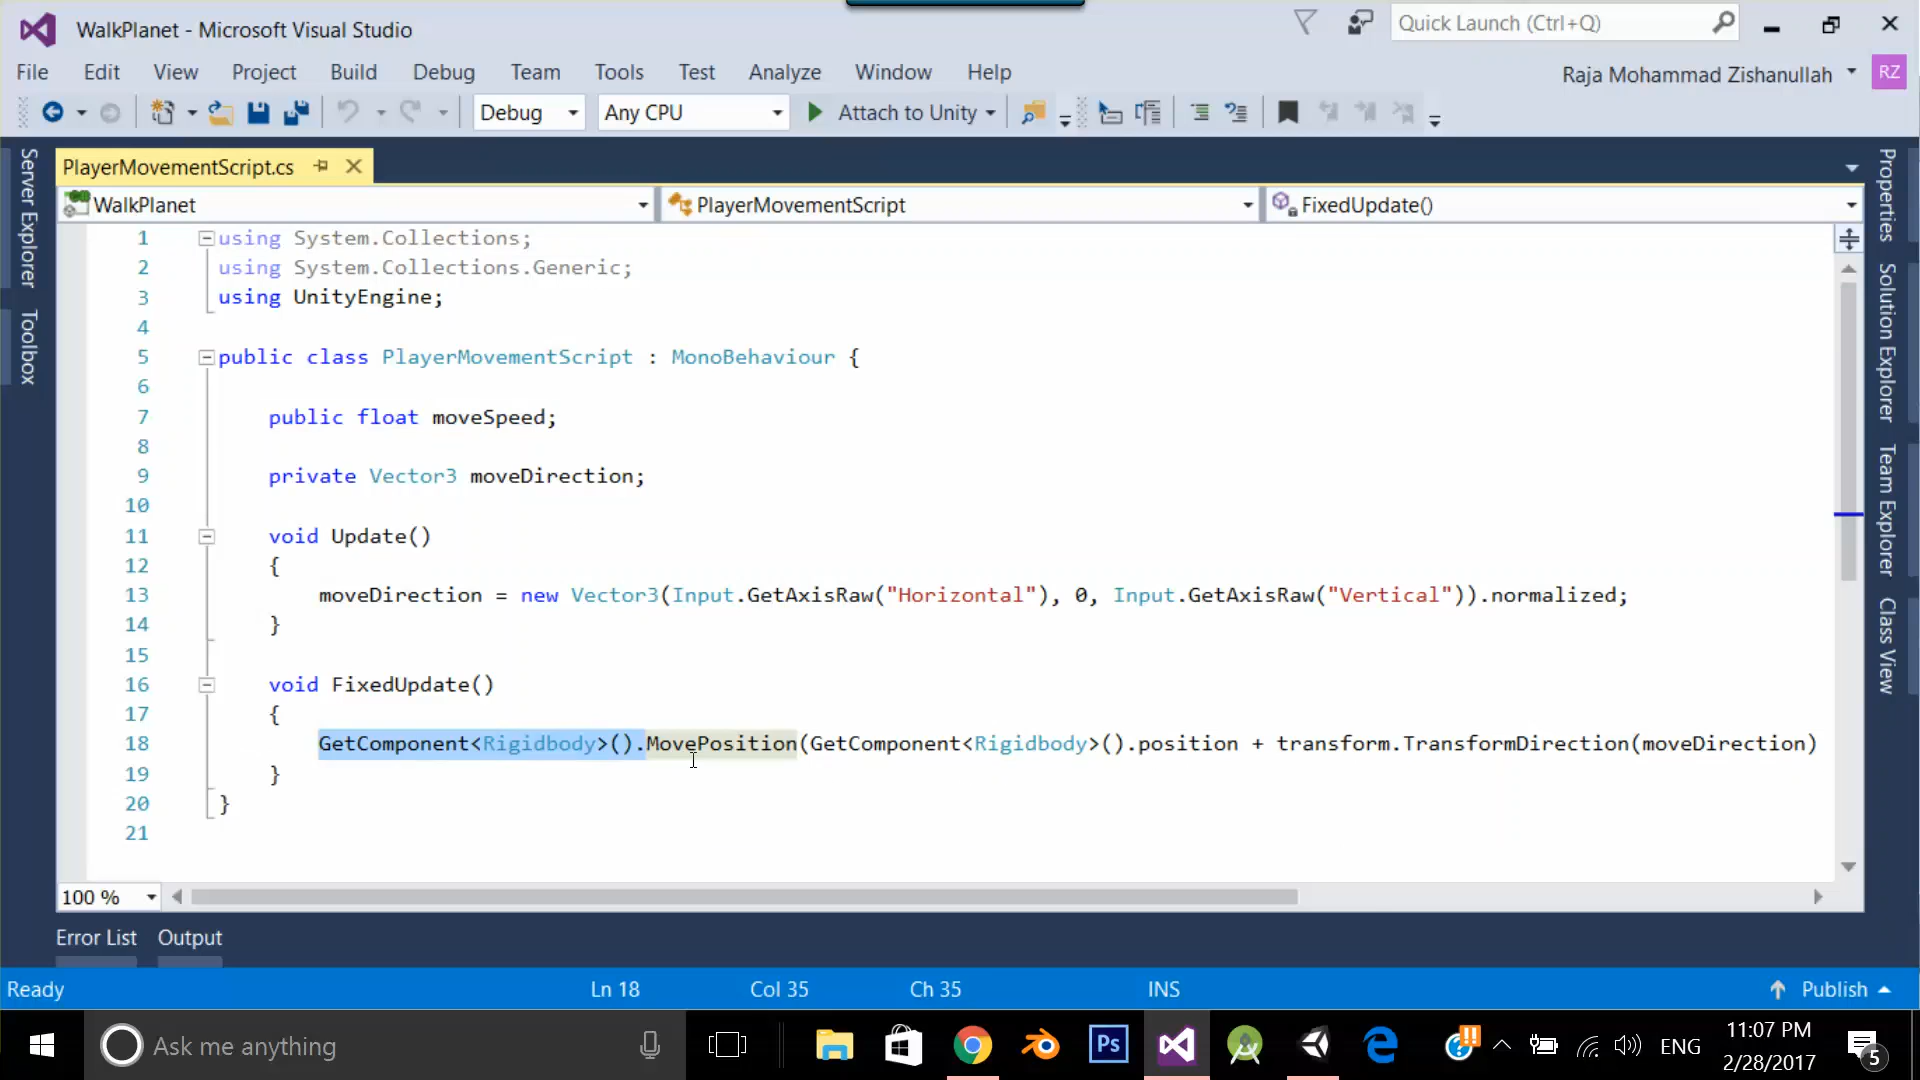 WalkPlanet - Microsoft Visual Studio
Quick Launch (Ctrl+Q)
File Edit View Project Build Debug Team Tools Test Analyze Window Help
Raja Mohammad Zishanullah RZ
Debug Any CPU Attach to Unity
PlayerMovementScript.cs
WalkPlanet PlayerMovementScript FixedUpdate()
Server Explorer
Toolbox
1 using System.Collections;
2 using System.Collections.Generic;
3 using UnityEngine;
4
5 public class PlayerMovementScript : MonoBehaviour {
6
7 public float moveSpeed;
8
9 private Vector3 moveDirection;
10
11 void Update()
12 {
13 moveDirection = new Vector3(Input.GetAxisRaw("Horizontal"), 0, Input.GetAxisRaw("Vertical")).normalized;
14 }
15
16 void FixedUpdate()
17 {
18 GetComponent<Rigidbody>().MovePosition(GetComponent<Rigidbody>().position + transform.TransformDirection(moveDirection)
19 }
20 }
21
Properties
Solution Explorer
Team Explorer
Class View
100 %
Error List Output
Ready Ln 18 Col 35 Ch 35 INS Publish
Ask me anything
Ps
ENG
11:07 PM
2/28/2017
5